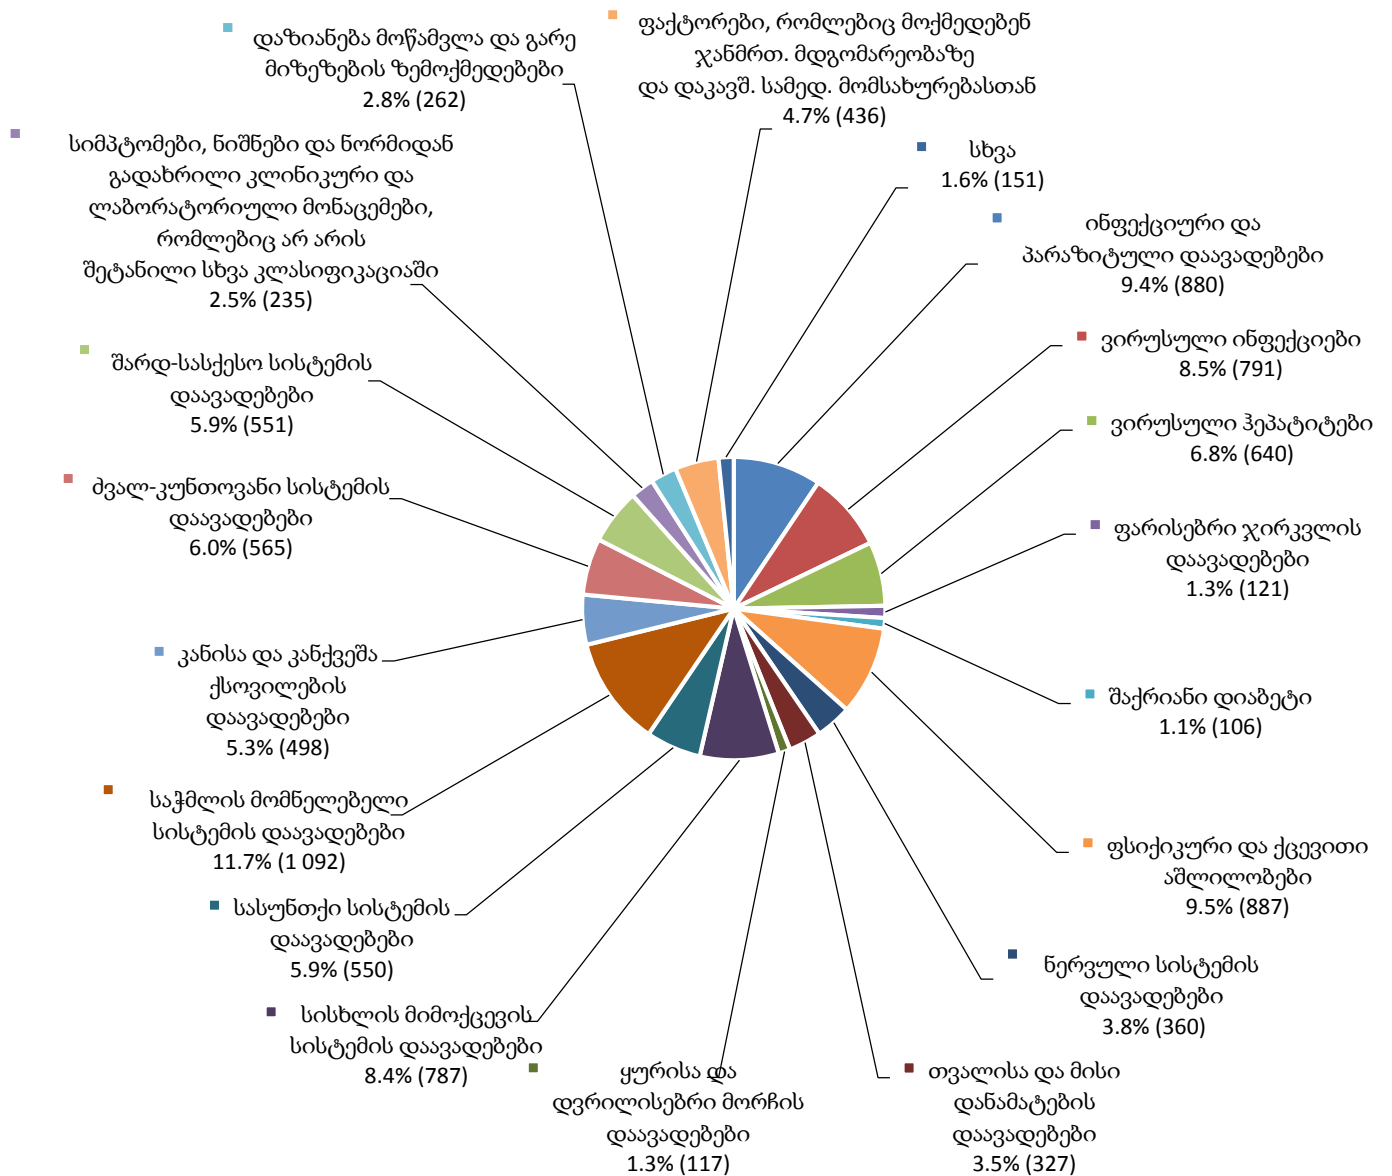 დაზიანება მოწამვლა და გარე
მიზეზების ზემოქმედებები
2.8% (262)
ფაქტორები, რომლებიც მოქმედებენ
ჯანმრთ. მდგომარეობაზე
და დაკავშ. სამედ. მომსახურებასთან
4.7% (436)
სხვა
1.6% (151)
ინფექციური და
პარაზიტული დაავადებები
9.4% (880)
ვირუსული ინფექციები
8.5% (791)
ვირუსული ჰეპატიტები
6.8% (640)
ფარისებრი ჯირკვლის
დაავადებები
1.3% (121)
შაქრიანი დიაბეტი
1.1% (106)
ფსიქიკური და ქცევითი
აშლილობები
9.5% (887)
ნერვული სისტემის
დაავადებები
3.8% (360)
თვალისა და მისი
დანამატების
დაავადებები
3.5% (327)
ყურისა და
დვრილისებრი მორჩის
დაავადებები
1.3% (117)
სისხლის მიმოქცევის
სისტემის დაავადებები
8.4% (787)
სასუნთქი სისტემის
დაავადებები
5.9% (550)
საჭმლის მომნელებელი
სისტემის დაავადებები
11.7% (1 092)
კანისა და კანქვეშა
ქსოვილების
დაავადებები
5.3% (498)
ძვალ-კუნთოვანი სისტემის
დაავადებები
6.0% (565)
შარდ-სასქესო სისტემის
დაავადებები
5.9% (551)
სიმპტომები, ნიშნები და ნორმიდან
გადახრილი კლინიკური და
ლაბორატორიული მონაცემები,
რომლებიც არ არის
შეტანილი სხვა კლასიფიკაციაში
2.5% (235)